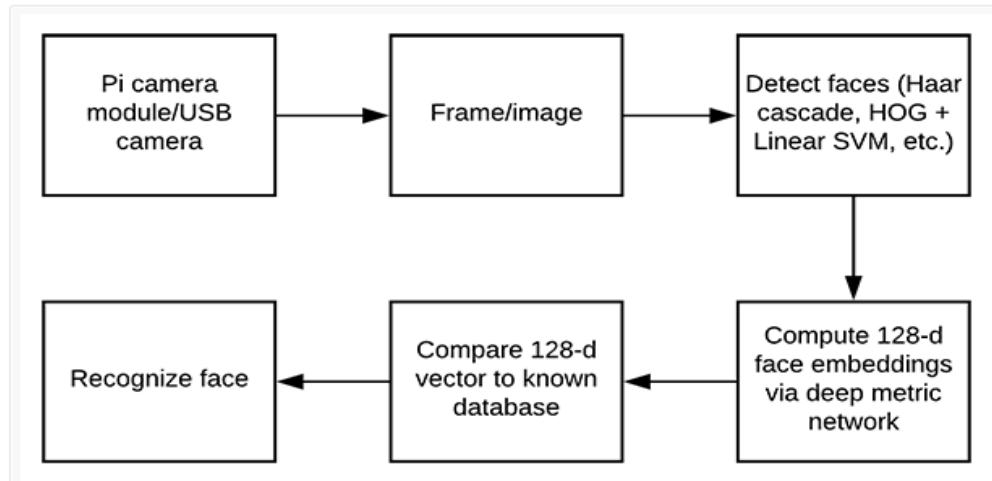 Pi camera
module/USB
camera
Frame/image
Detect faces (Haar
cascade, HOG +
Linear SVM, etc.)
Recognize face
Compare 128-d
vector to known
database
Compute 128-d
face embeddings
via deep metric
network